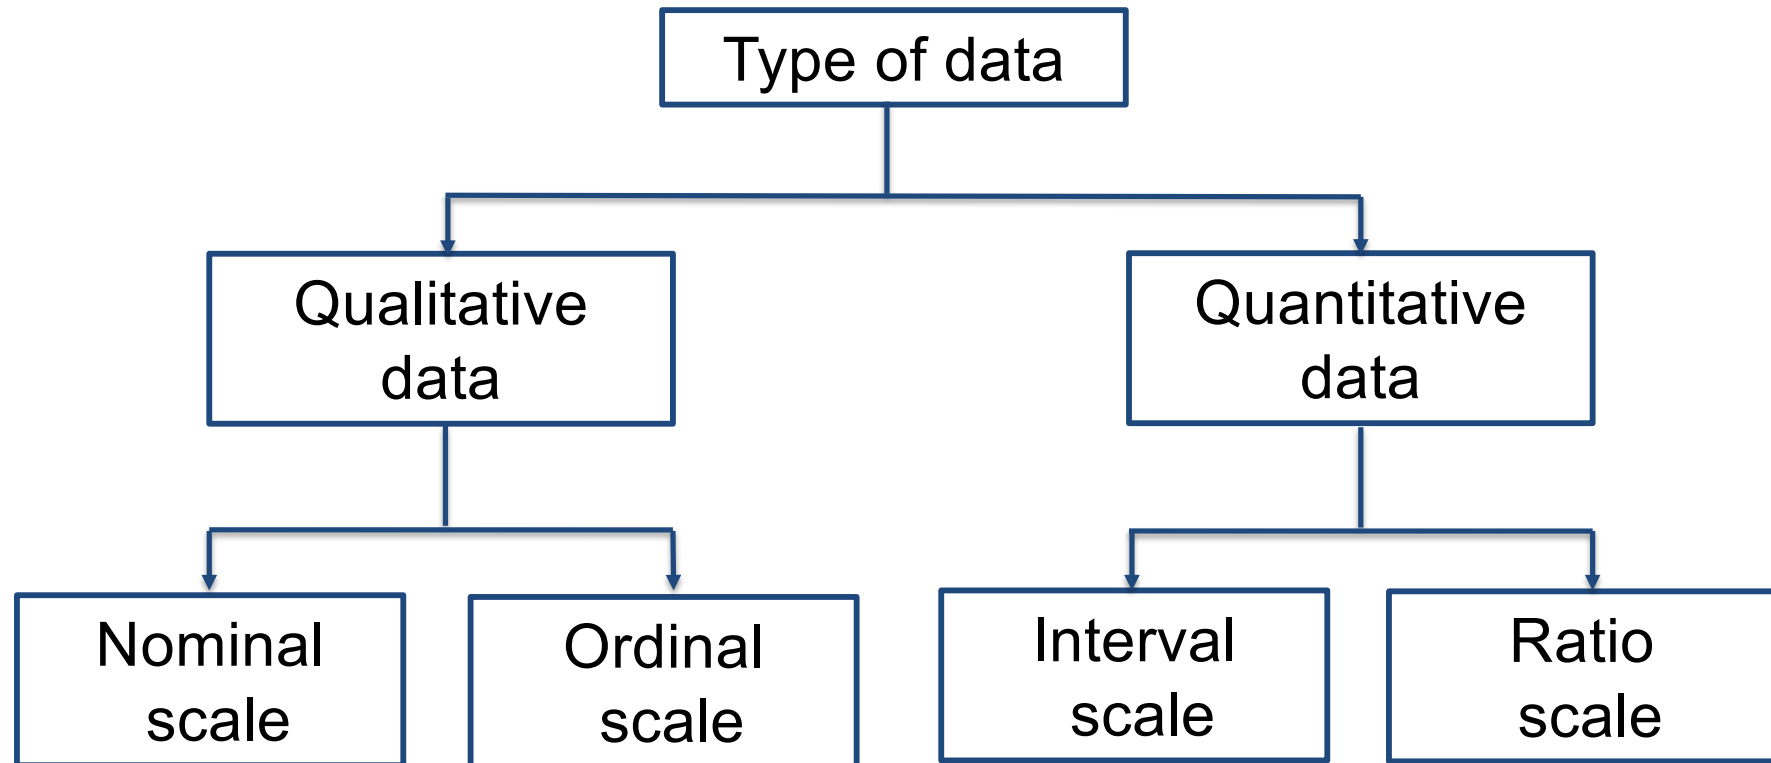 Type of data
Qualitative
data
Quantitative
data
Nominal
scale
Ordinal
scale
Interval
scale
Ratio
scale